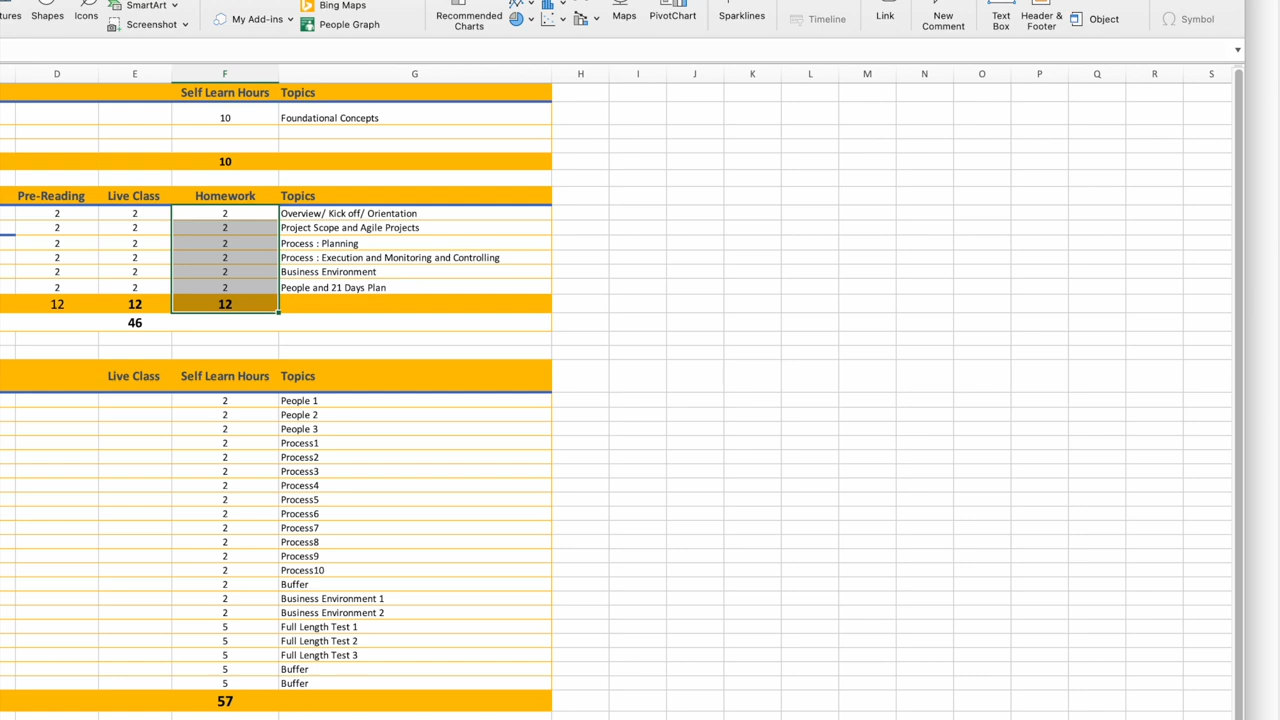 SmartArt
Bing Maps
tures Shapes Icons Screenshot My Add-ins People Graph Recommended Charts Maps PivotChart Sparklines Timeline Link New Comment Text Box Header & Footer Object Symbol
D E F G H I J K L M N O P Q R S
Self Learn Hours Topics
10 Foundational Concepts
10
Pre-Reading Live Class Homework Topics
2 2 2 Overview/ Kick off/ Orientation
2 2 2 Project Scope and Agile Projects
2 2 2 Process : Planning
2 2 2 Process : Execution and Monitoring and Controlling
2 2 2 Business Environment
2 2 2 People and 21 Days Plan
12 12 12
46
Live Class Self Learn Hours Topics
2 People 1
2 People 2
2 People 3
2 Process1
2 Process2
2 Process3
2 Process4
2 Process5
2 Process6
2 Process7
2 Process8
2 Process9
2 Process10
2 Buffer
2 Business Environment 1
2 Business Environment 2
5 Full Length Test 1
5 Full Length Test 2
5 Full Length Test 3
5 Buffer
5 Buffer
57